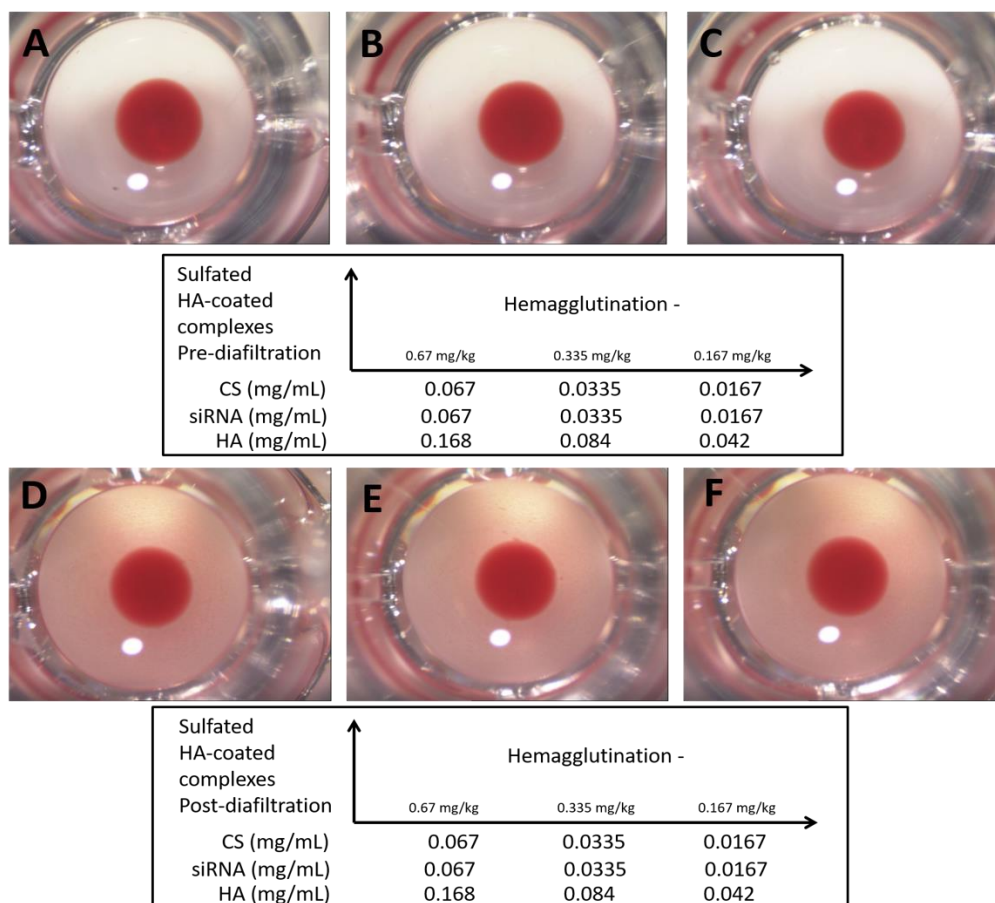 A B C
Sulfated
HA-coated
complexes
Pre-diafiltration
Hemagglutination -
0.67 mg/kg 0.335 mg/kg 0.167 mg/kg
CS (mg/mL) 0.067 0.0335 0.0167
siRNA (mg/mL) 0.067 0.0335 0.0167
HA (mg/mL) 0.168 0.084 0.042
D E F
Sulfated
HA-coated
complexes
Post-diafiltration
Hemagglutination -
0.67 mg/kg 0.335 mg/kg 0.167 mg/kg
CS (mg/mL) 0.067 0.0335 0.0167
siRNA (mg/mL) 0.067 0.0335 0.0167
HA (mg/mL) 0.168 0.084 0.042